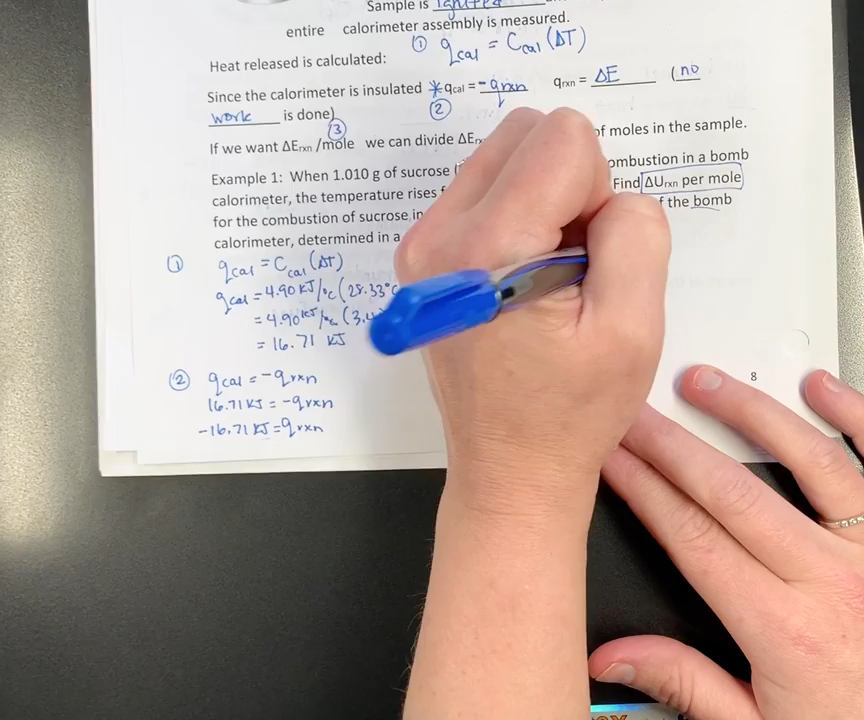 Sample is ignited
entire calorimeter assembly is measured.
Heat released is calculated: ① qcal = Ccal (ΔT)
Since the calorimeter is insulated * qcal = -qrxn qrxn = ΔE (no
② 
work is done)
③
If we want ΔErxn /mole we can divide ΔErx of moles in the sample.
Example 1: When 1.010 g of sucrose ombustion in a bomb
calorimeter, the temperature rises Find ΔUrxn per mole
for the combustion of sucrose in the bomb
calorimeter, determined in a
① qcal = Ccal (ΔT)
qcal = 4.90 KJ/°C (28.33°C
= 4.90 KJ/°C (3.4
= 16.71 KJ
② qcal = -qrxn
16.71 KJ = -qrxn
-16.71 KJ = qrxn
8